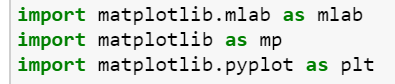 import matplotlib.mlab as mlab
import matplotlib as mp
import matplotlib.pyplot as plt